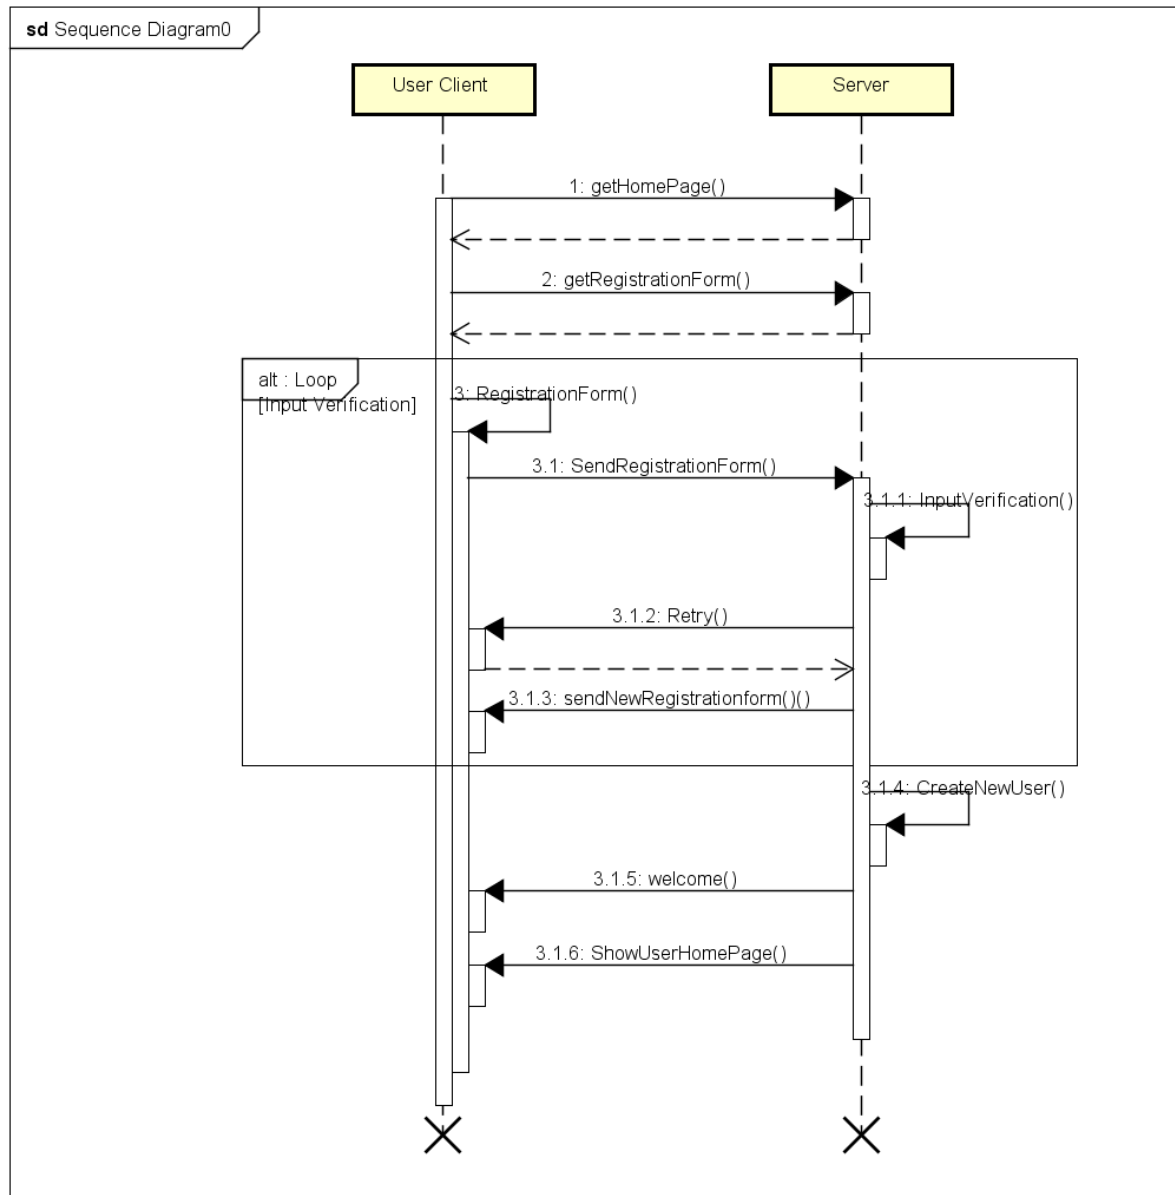 sd Sequence Diagram0
User Client
Server
1: getHomePage()
2: getRegistrationForm()
alt : Loop
[Input Verification]
3: RegistrationForm()
3.1: SendRegistrationForm()
3.1.1: InputVerification()
3.1.2: Retry()
3.1.3: sendNewRegistrationform()()
3.1.4: CreateNewUser()
3.1.5: welcome()
3.1.6: ShowUserHomePage()